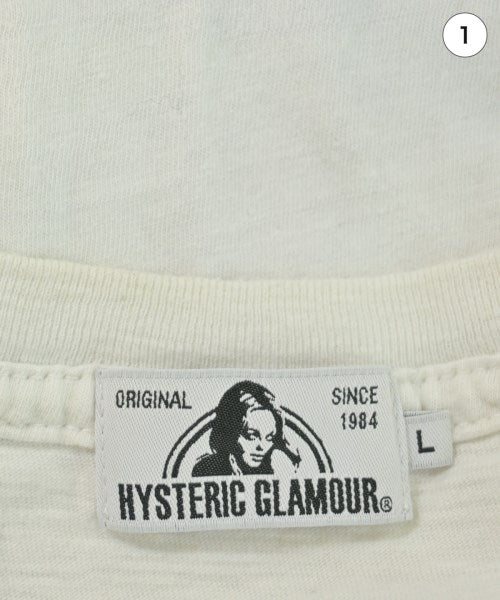 1
ORIGINAL
SINCE
1984
L
HYSTERIC GLAMOUR®